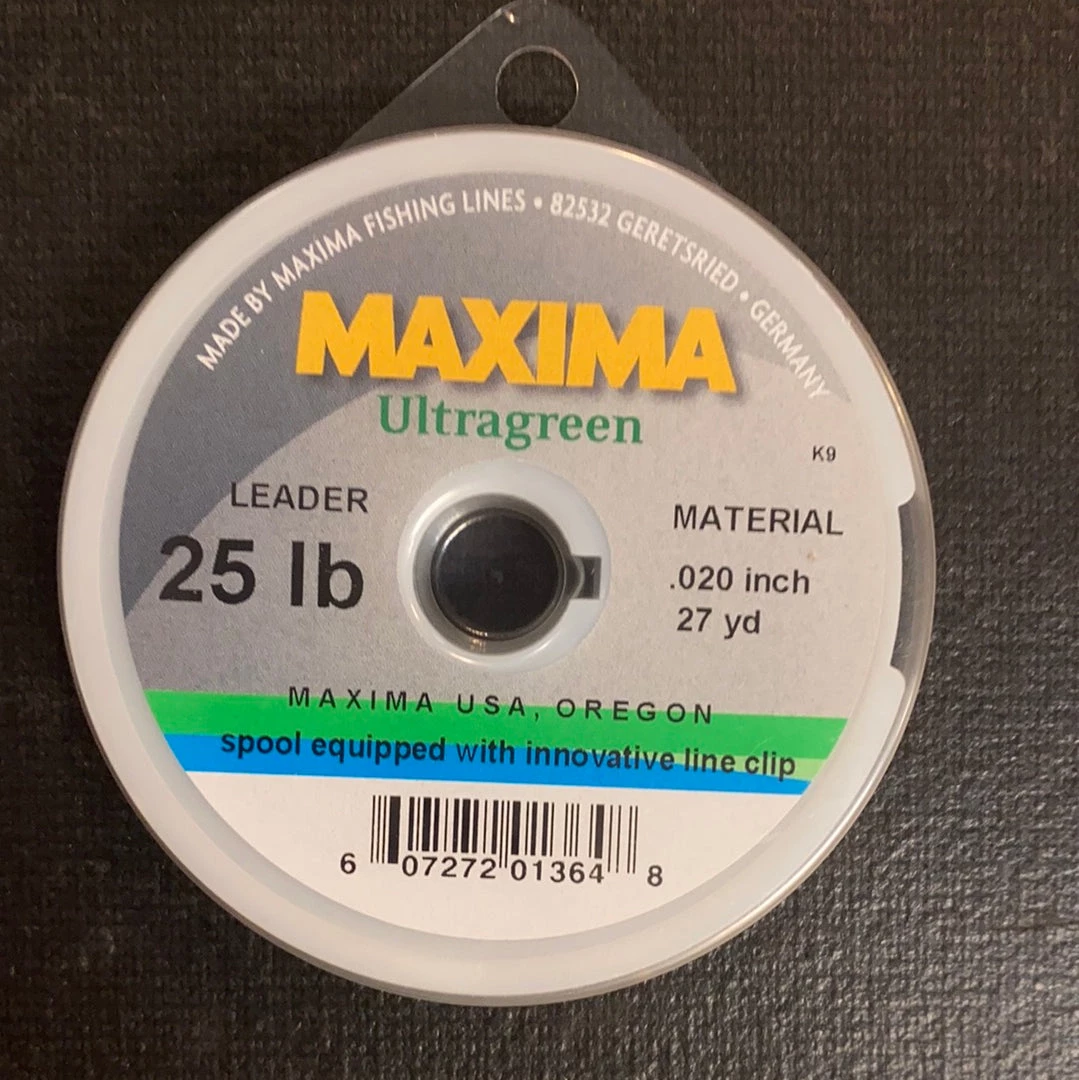 MADE BY MAXIMA FISHING LINES • 82532 GERETSRIED • GERMANY
MAXIMA
Ultragreen
K9
LEADER
25 lb
MATERIAL
.020 inch
27 yd
MAXIMA USA, OREGON
spool equipped with innovative line clip
6 07272 01364 8